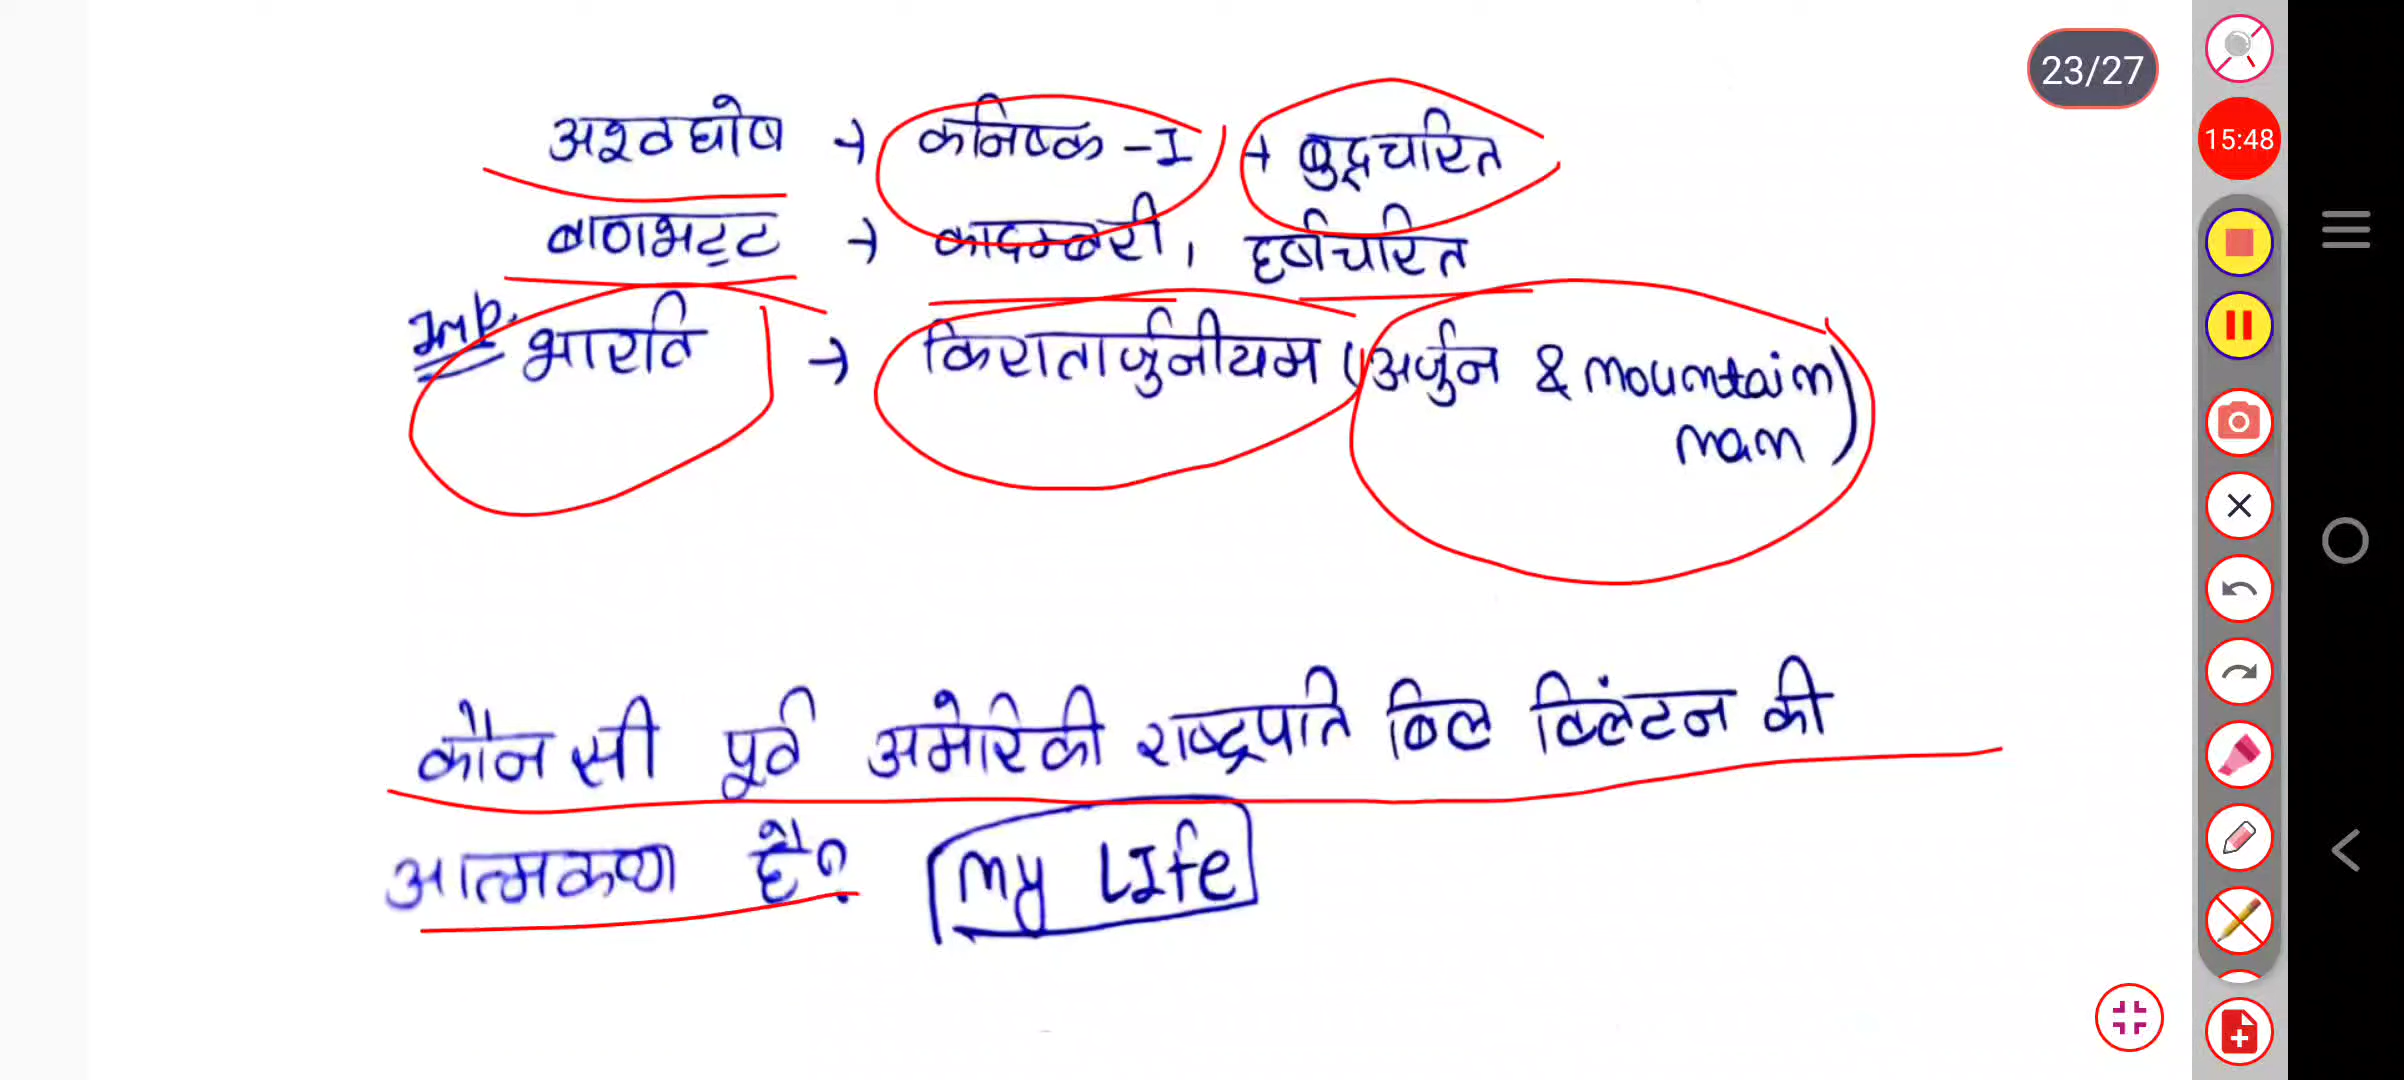 23/27
15:48
अश्वघोष → कनिष्क -I → बुद्धचरित
बाणभट्ट → कादम्बरी, हर्षचरित
Imp. भारवि → किरातार्जुनीयम (अर्जुन & mountain
man)
कौन सी पूर्व अमेरिकी राष्ट्रपति बिल क्लिंटन की
आत्मकथा है? My LIfe